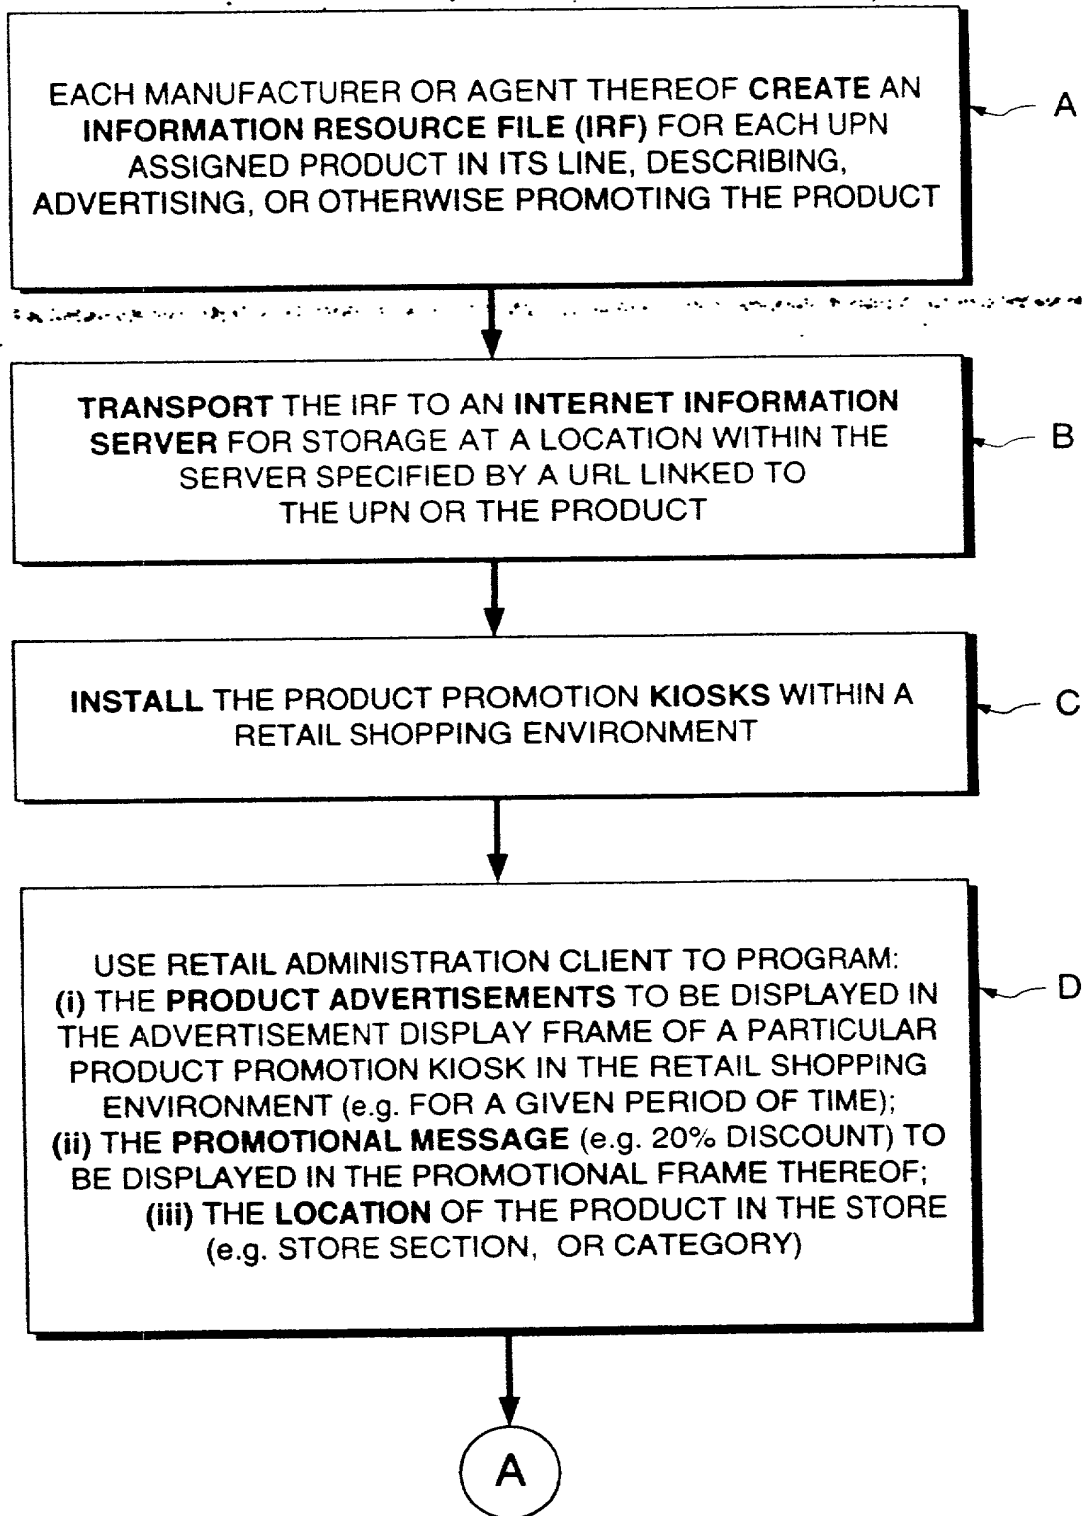 EACH MANUFACTURER OR AGENT THEREOF CREATE AN
INFORMATION RESOURCE FILE (IRF) FOR EACH UPN
ASSIGNED PRODUCT IN ITS LINE, DESCRIBING,
ADVERTISING, OR OTHERWISE PROMOTING THE PRODUCT
A
TRANSPORT THE IRF TO AN INTERNET INFORMATION
SERVER FOR STORAGE AT A LOCATION WITHIN THE
SERVER SPECIFIED BY A URL LINKED TO
THE UPN OR THE PRODUCT
B
INSTALL THE PRODUCT PROMOTION KIOSKS WITHIN A
RETAIL SHOPPING ENVIRONMENT
C
USE RETAIL ADMINISTRATION CLIENT TO PROGRAM:
(i) THE PRODUCT ADVERTISEMENTS TO BE DISPLAYED IN
THE ADVERTISEMENT DISPLAY FRAME OF A PARTICULAR
PRODUCT PROMOTION KIOSK IN THE RETAIL SHOPPING
ENVIRONMENT (e.g. FOR A GIVEN PERIOD OF TIME);
(ii) THE PROMOTIONAL MESSAGE (e.g. 20% DISCOUNT) TO
BE DISPLAYED IN THE PROMOTIONAL FRAME THEREOF;
(iii) THE LOCATION OF THE PRODUCT IN THE STORE
(e.g. STORE SECTION, OR CATEGORY)
D
A